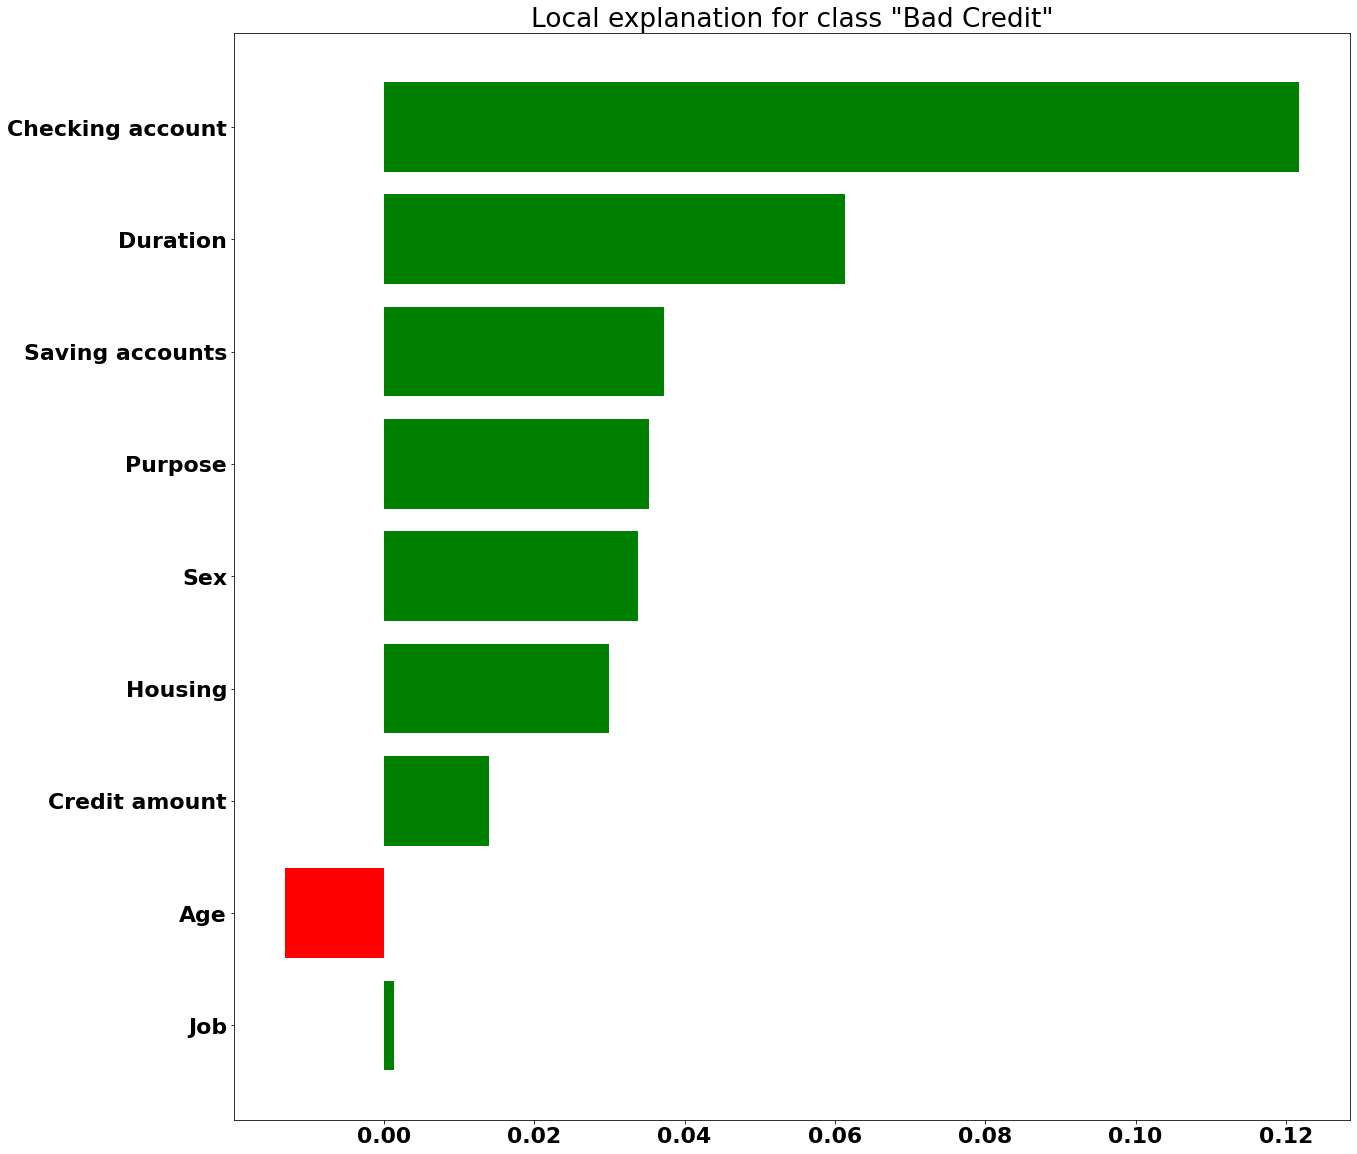 Local explanation for class "Bad Credit"
Checking account
Duration
Saving accounts
Purpose
Sex
Housing
Credit amount
Age
Job
0.00 0.02 0.04 0.06 0.08 0.10 0.12